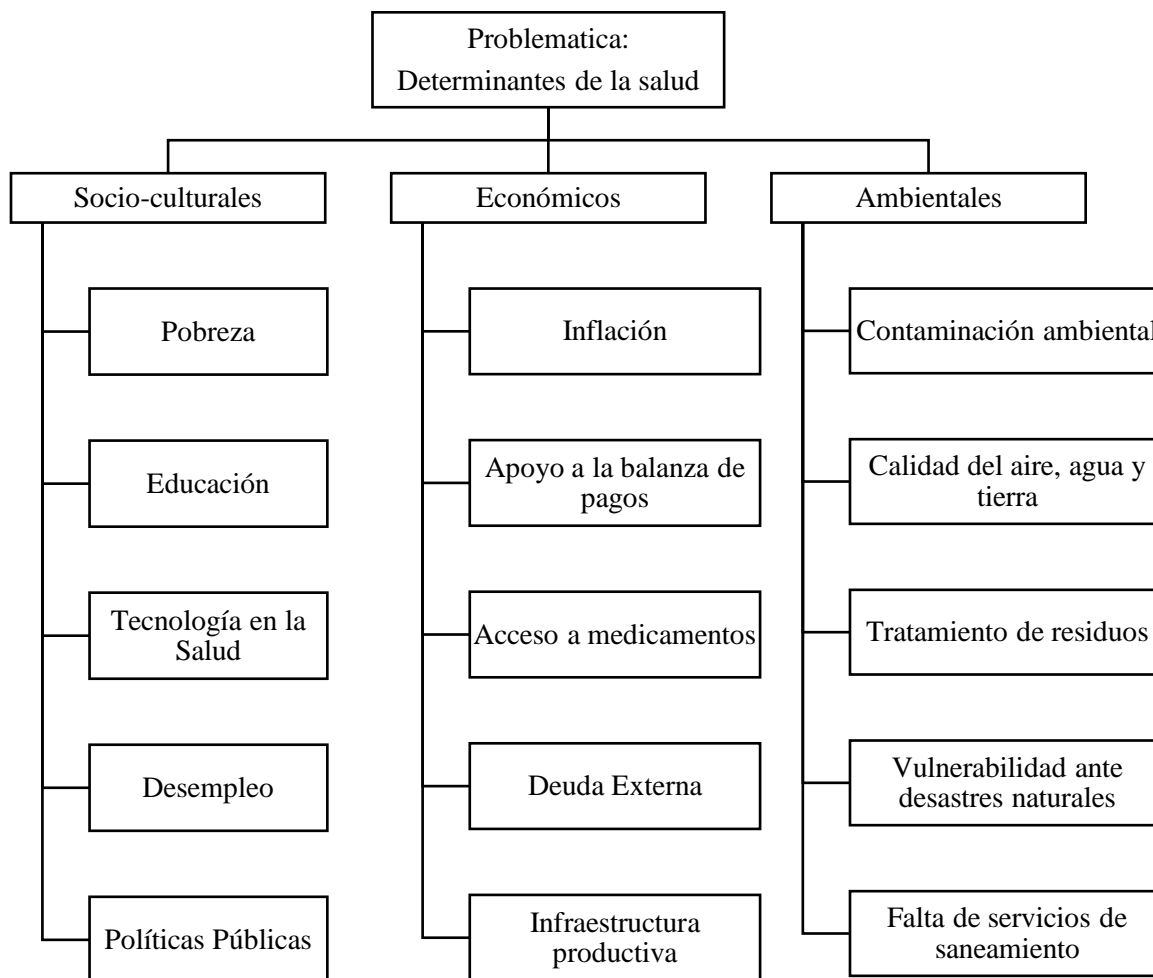 Problematica:
Determinantes de la salud
Socio-culturales
Económicos
Ambientales
Pobreza
Inflación
Contaminación ambiental
Educación
Apoyo a la balanza de
pagos
Calidad del aire, agua y
tierra
Tecnología en la
Salud
Acceso a medicamentos
Tratamiento de residuos
Desempleo
Deuda Externa
Vulnerabilidad ante
desastres naturales
Políticas Públicas
Infraestructura
productiva
Falta de servicios de
saneamiento